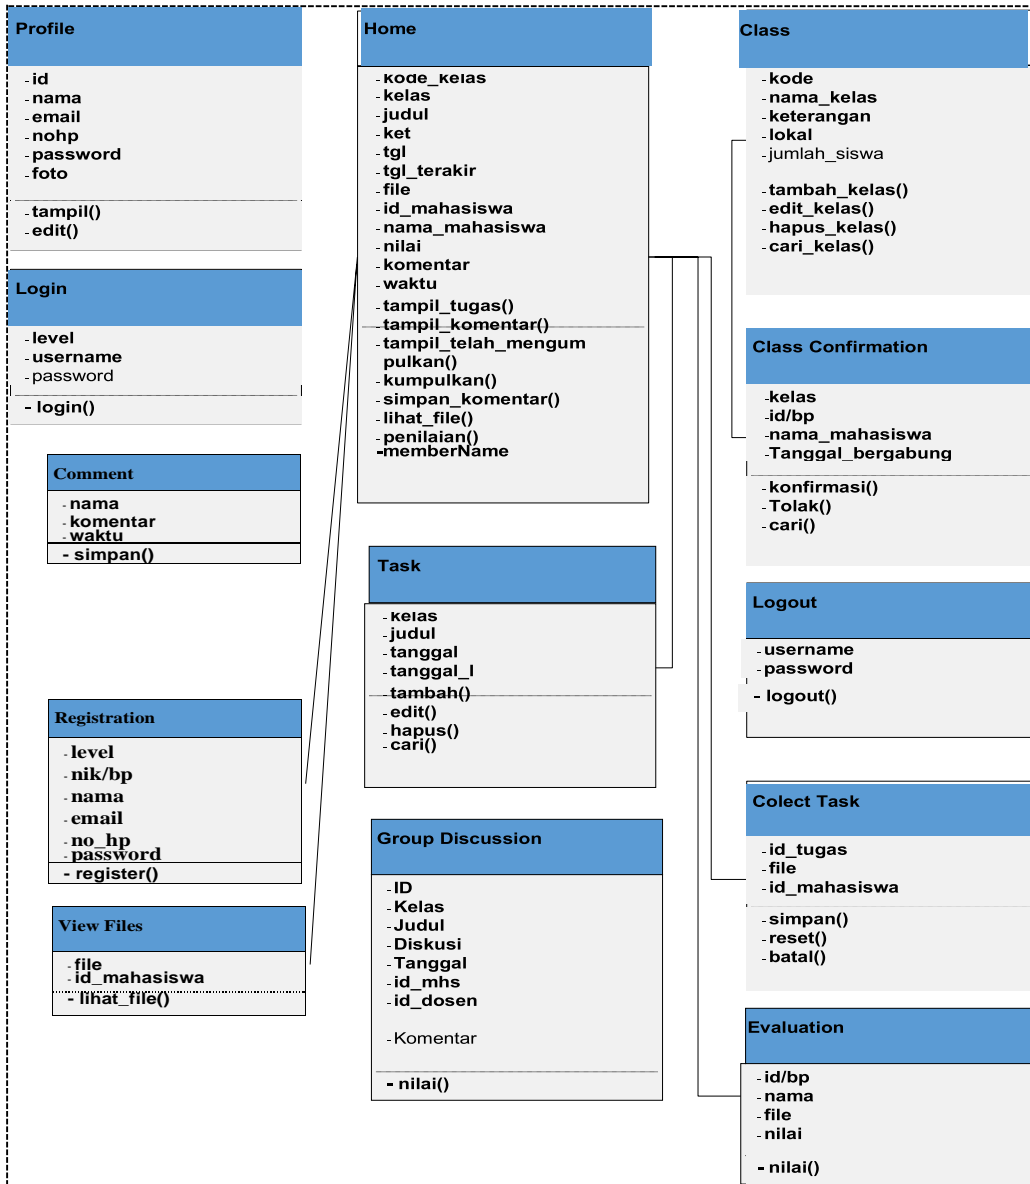 Profile
- id
- nama
- email
- nohp
- password
- foto
- tampil()
- edit()
Login
- level
- username
- password
- login()
Comment
- nama
- komentar
- waktu
- simpan()
Registration
- level
- nik/bp
- nama
- email
- no_hp
- password
- register()
View Files
- file
- id_mahasiswa
- lihat_file()
Home
- kode_kelas
- kelas
- judul
- ket
- tgl
- tgl_terakir
- file
- id_mahasiswa
- nama_mahasiswa
- nilai
- komentar
- waktu
- tampil_tugas()
- tampil_komentar()
- tampil_telah_mengum
pulkan()
- kumpulkan()
- simpan_komentar()
- lihat_file()
- penilaian()
-memberName
Task
- kelas
- judul
- tanggal
- tanggal_l
- tambah()
- edit()
- hapus()
- cari()
Group Discussion
- ID
- Kelas
- Judul
- Diskusi
- Tanggal
- id_mhs
- id_dosen
- Komentar
- nilai()
Class
- kode
- nama_kelas
- keterangan
- lokal
- jumlah_siswa
- tambah_kelas()
- edit_kelas()
- hapus_kelas()
- cari_kelas()
Class Confirmation
-kelas
-id/bp
-nama_mahasiswa
-Tanggal_bergabung
-konfirmasi()
-Tolak()
-cari()
Logout
- username
- password
- logout()
Colect Task
- id_tugas
- file
- id_mahasiswa
- simpan()
- reset()
- batal()
Evaluation
- id/bp
- nama
- file
- nilai
- nilai()